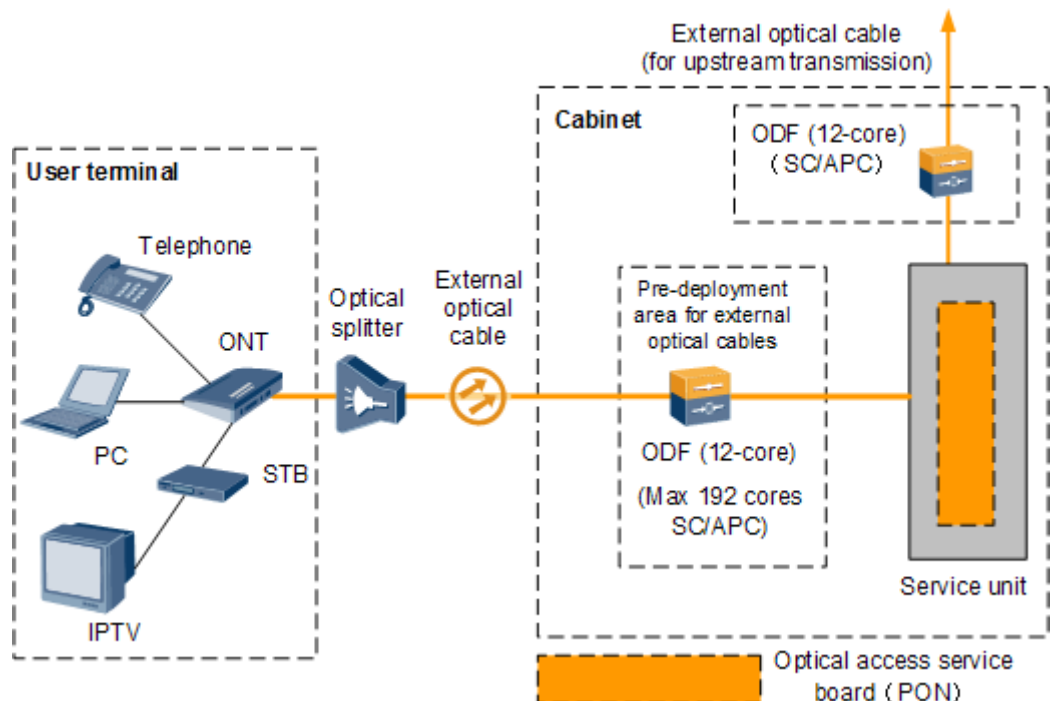 External optical cable
(for upstream transmission)
Cabinet
ODF (12-core)
( SC/APC)
User terminal
Telephone
ONT
PC
STB
IPTV
Optical
splitter
External
optical
cable
Pre-deployment
area for external
optical cables
ODF (12-core)
(Max 192 cores
SC/APC)
Service unit
Optical access service
board ( PON)